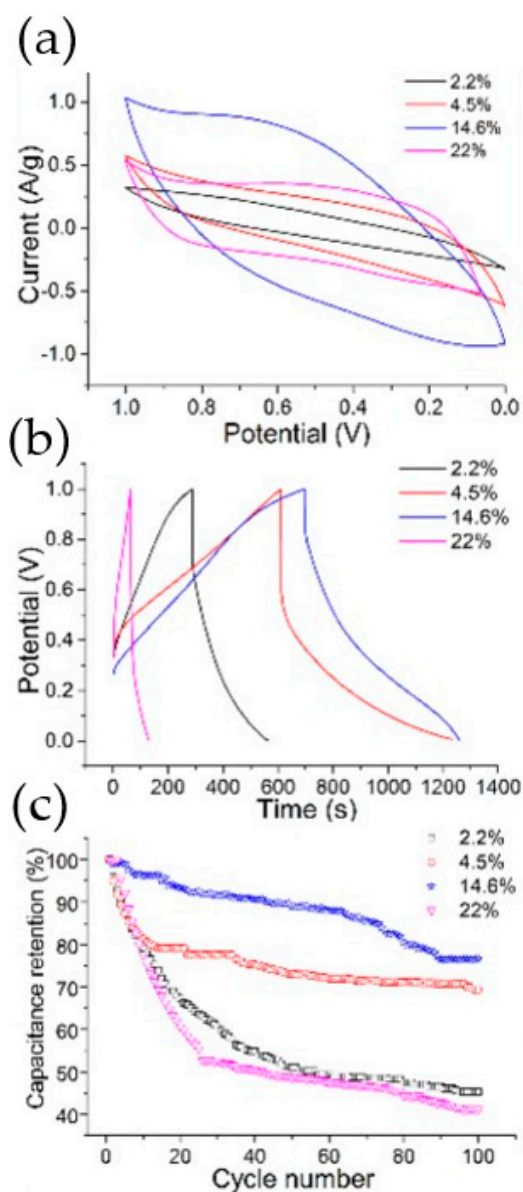 (a)
2.2%
4.5%
14.6%
22%
1.0
0.5
0.0
-0.5
-1.0
Current (A/g)
1.0 0.8 0.6 0.4 0.2 0.0
Potential (V)
(b)
2.2%
4.5%
14.6%
22%
1.0
0.8
0.6
0.4
0.2
0.0
Potential (V)
0 200 400 600 800 1000 1200 1400
Time (s)
(c)
2.2%
4.5%
14.6%
22%
100
90
80
70
60
50
40
Capacitance retention (%)
0 20 40 60 80 100
Cycle number